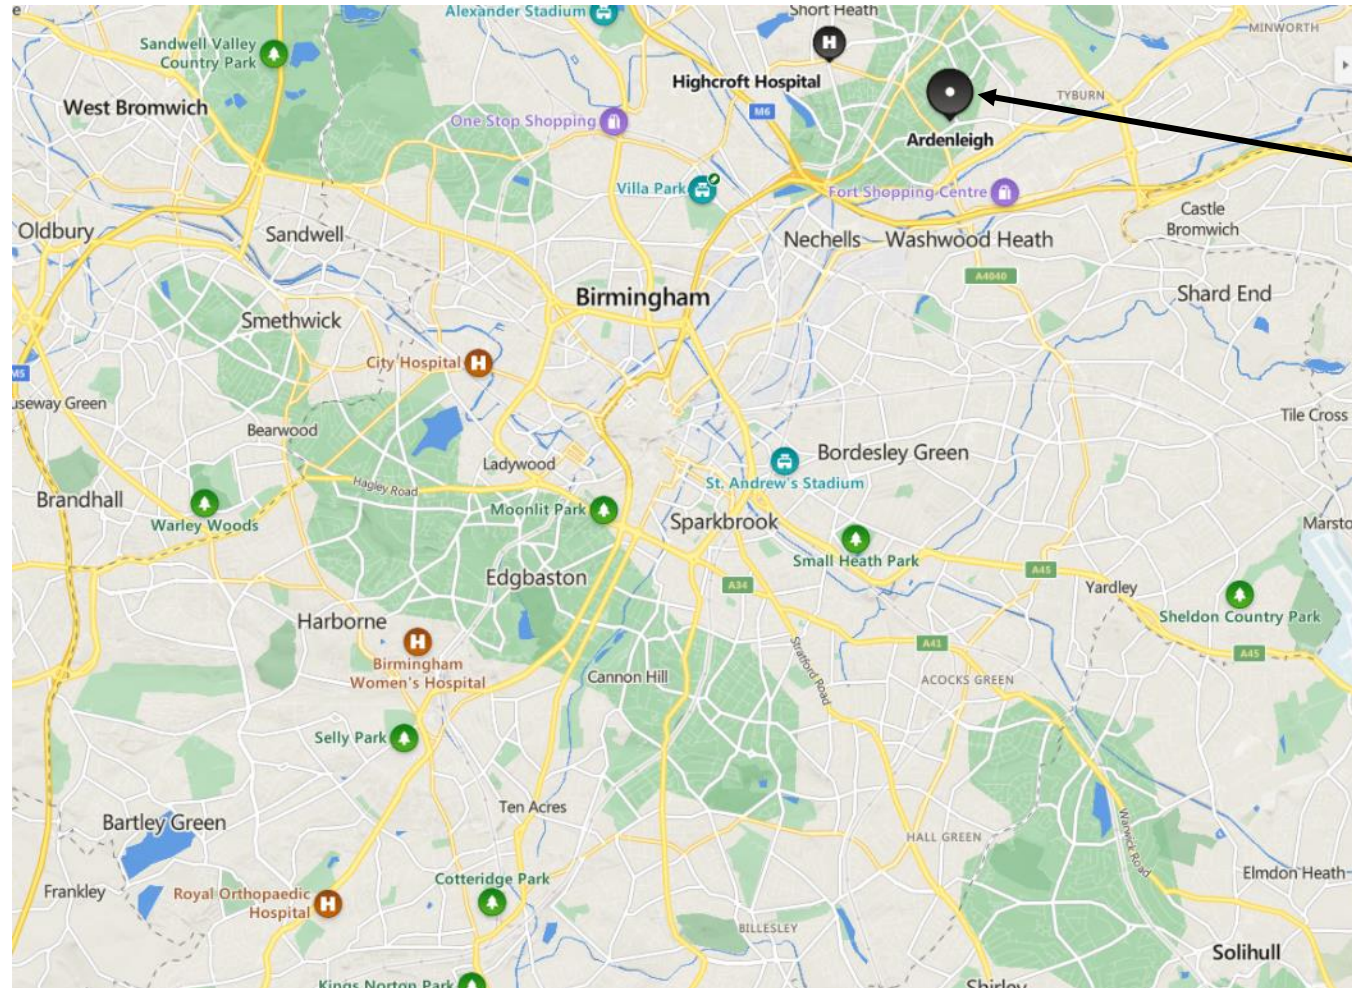 e
Alexander Stadium
Short Heath
MINWORTH
Sandwell Valley
Country Park
H
Highcroft Hospital
West Bromwich
One Stop Shopping
M6
TYBURN
Ardenleigh
Villa Park
Fort Shopping Centre
Castle
Bromwich
Oldbury
Sandwell
Nechells
Washwood Heath
A4040
Birmingham
Shard End
Smethwick
City Hospital
H
M5
useway Green
Tile Cross
Bearwood
Ladywood
Bordesley Green
St. Andrew's Stadium
Hagley Road
Brandhall
Warley Woods
Moonlit Park
Sparkbrook
Marsto
Small Heath Park
Edgbaston
A34
A45
Yardley
Sheldon Country Park
Harborne
H
Birmingham
Women's Hospital
Stratford Road
A41
A45
Cannon Hill
ACOCKS GREEN
Selly Park
Ten Acres
Bartley Green
HALL GREEN
Warwick Road
Frankley
Royal Orthopaedic
Hospital
H
Cotteridge Park
Elmdon Heath
BILLESLEY
Solihull
Kings Norton Park
Shirley